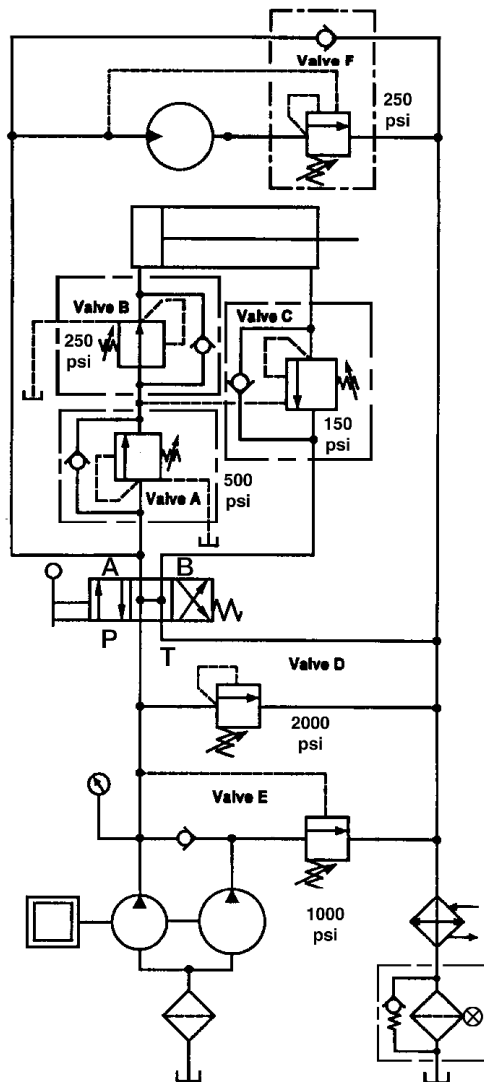 Valve F
250
psi
Valve B
250
psi
Valve C
150
psi
500
psi
Valve A
A
B
P
T
Valve D
2000
psi
Valve E
1000
psi